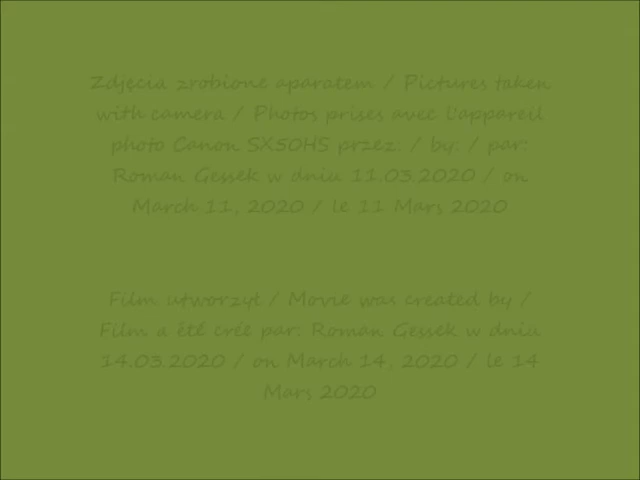 Zdjęcia zrobione aparatem / Pictures taken
with camera / Photos prises avec l'appareil
photo Canon SX50HS przez: / by: / par:
Roman Gessek w dniu 11.03.2020 / on
March 11, 2020 / le 11 Mars 2020
Film utworzył / Movie was created by /
Film a été crée par: Roman Gessek w dniu
14.03.2020 / on March 14, 2020 / le 14
Mars 2020